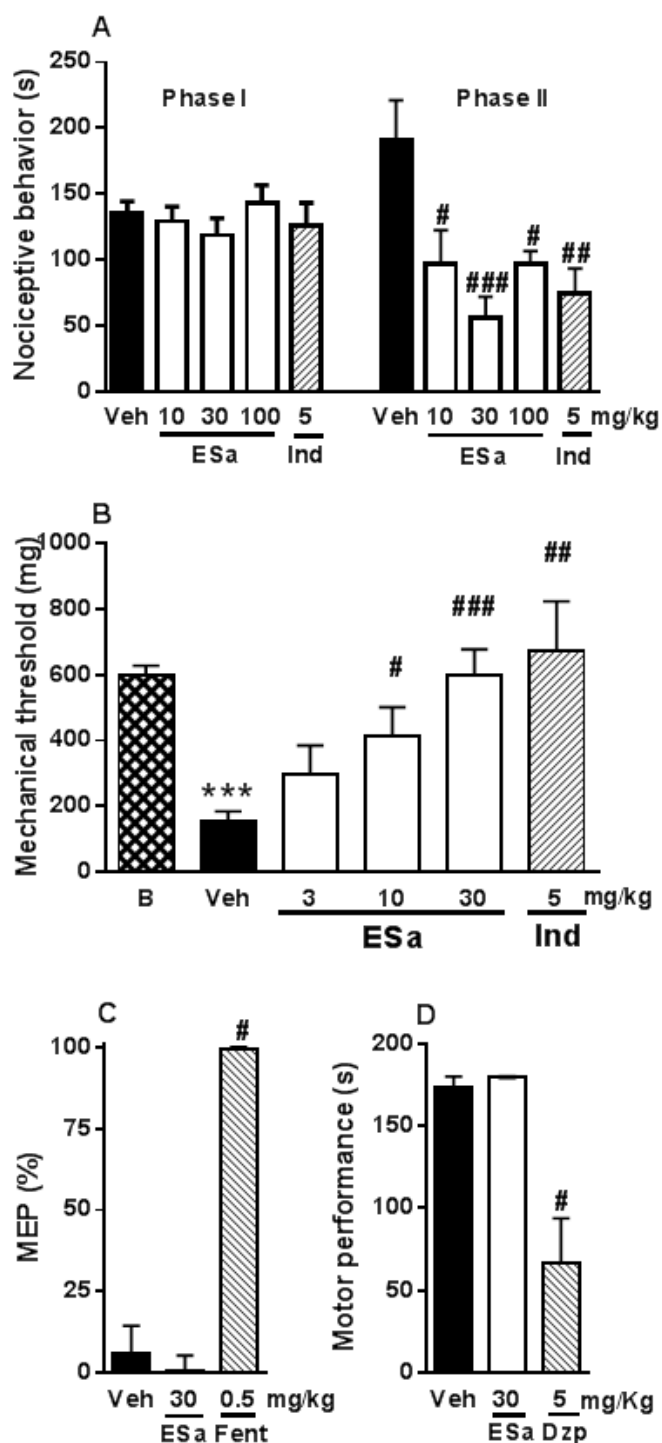 A
Nociceptive behavior (s)
250
200
150
100
50
0
Phase I
Phase II
#
###
#
##
Veh 10 30 100 5 Veh 10 30 100 5 mg/kg
ESa Ind ESa Ind
B
Mechanical threshold (mg)
1000
800
600
400
200
0
***
#
###
##
B Veh 3 10 30 5 mg/kg
ESa Ind
C
MEP (%)
100
75
50
25
0
#
Veh 30 0.5 mg/kg
ESa Fent
D
Motor performance (s)
200
150
100
50
0
#
Veh 30 5 mg/Kg
ESa Dzp